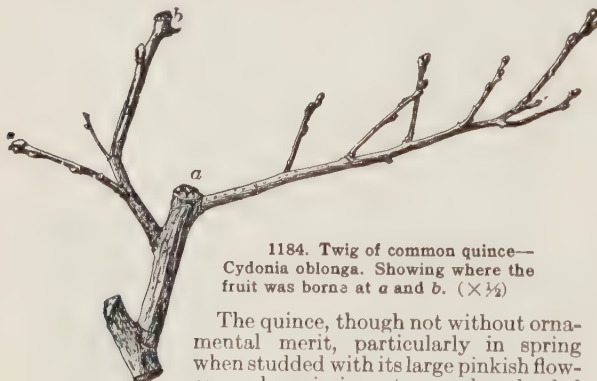 b
a
1184. Twig of common quince—
Cydonia oblonga. Showing where the
fruit was borne at a and b. (×½)
The quince, though not without orna-
mental merit, particularly in spring
when studded with its large pinkish flow-